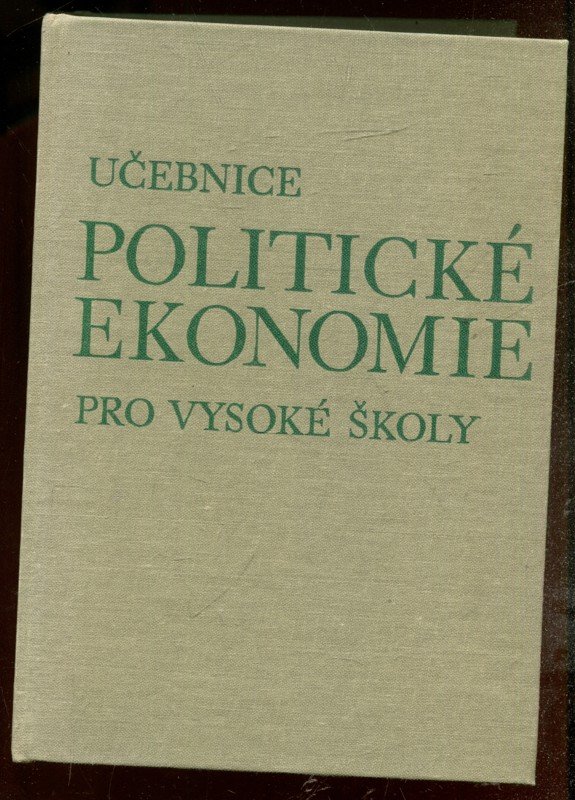 UČEBNICE
POLITICKÉ
EKONOMIE
PRO VYSOKÉ ŠKOLY